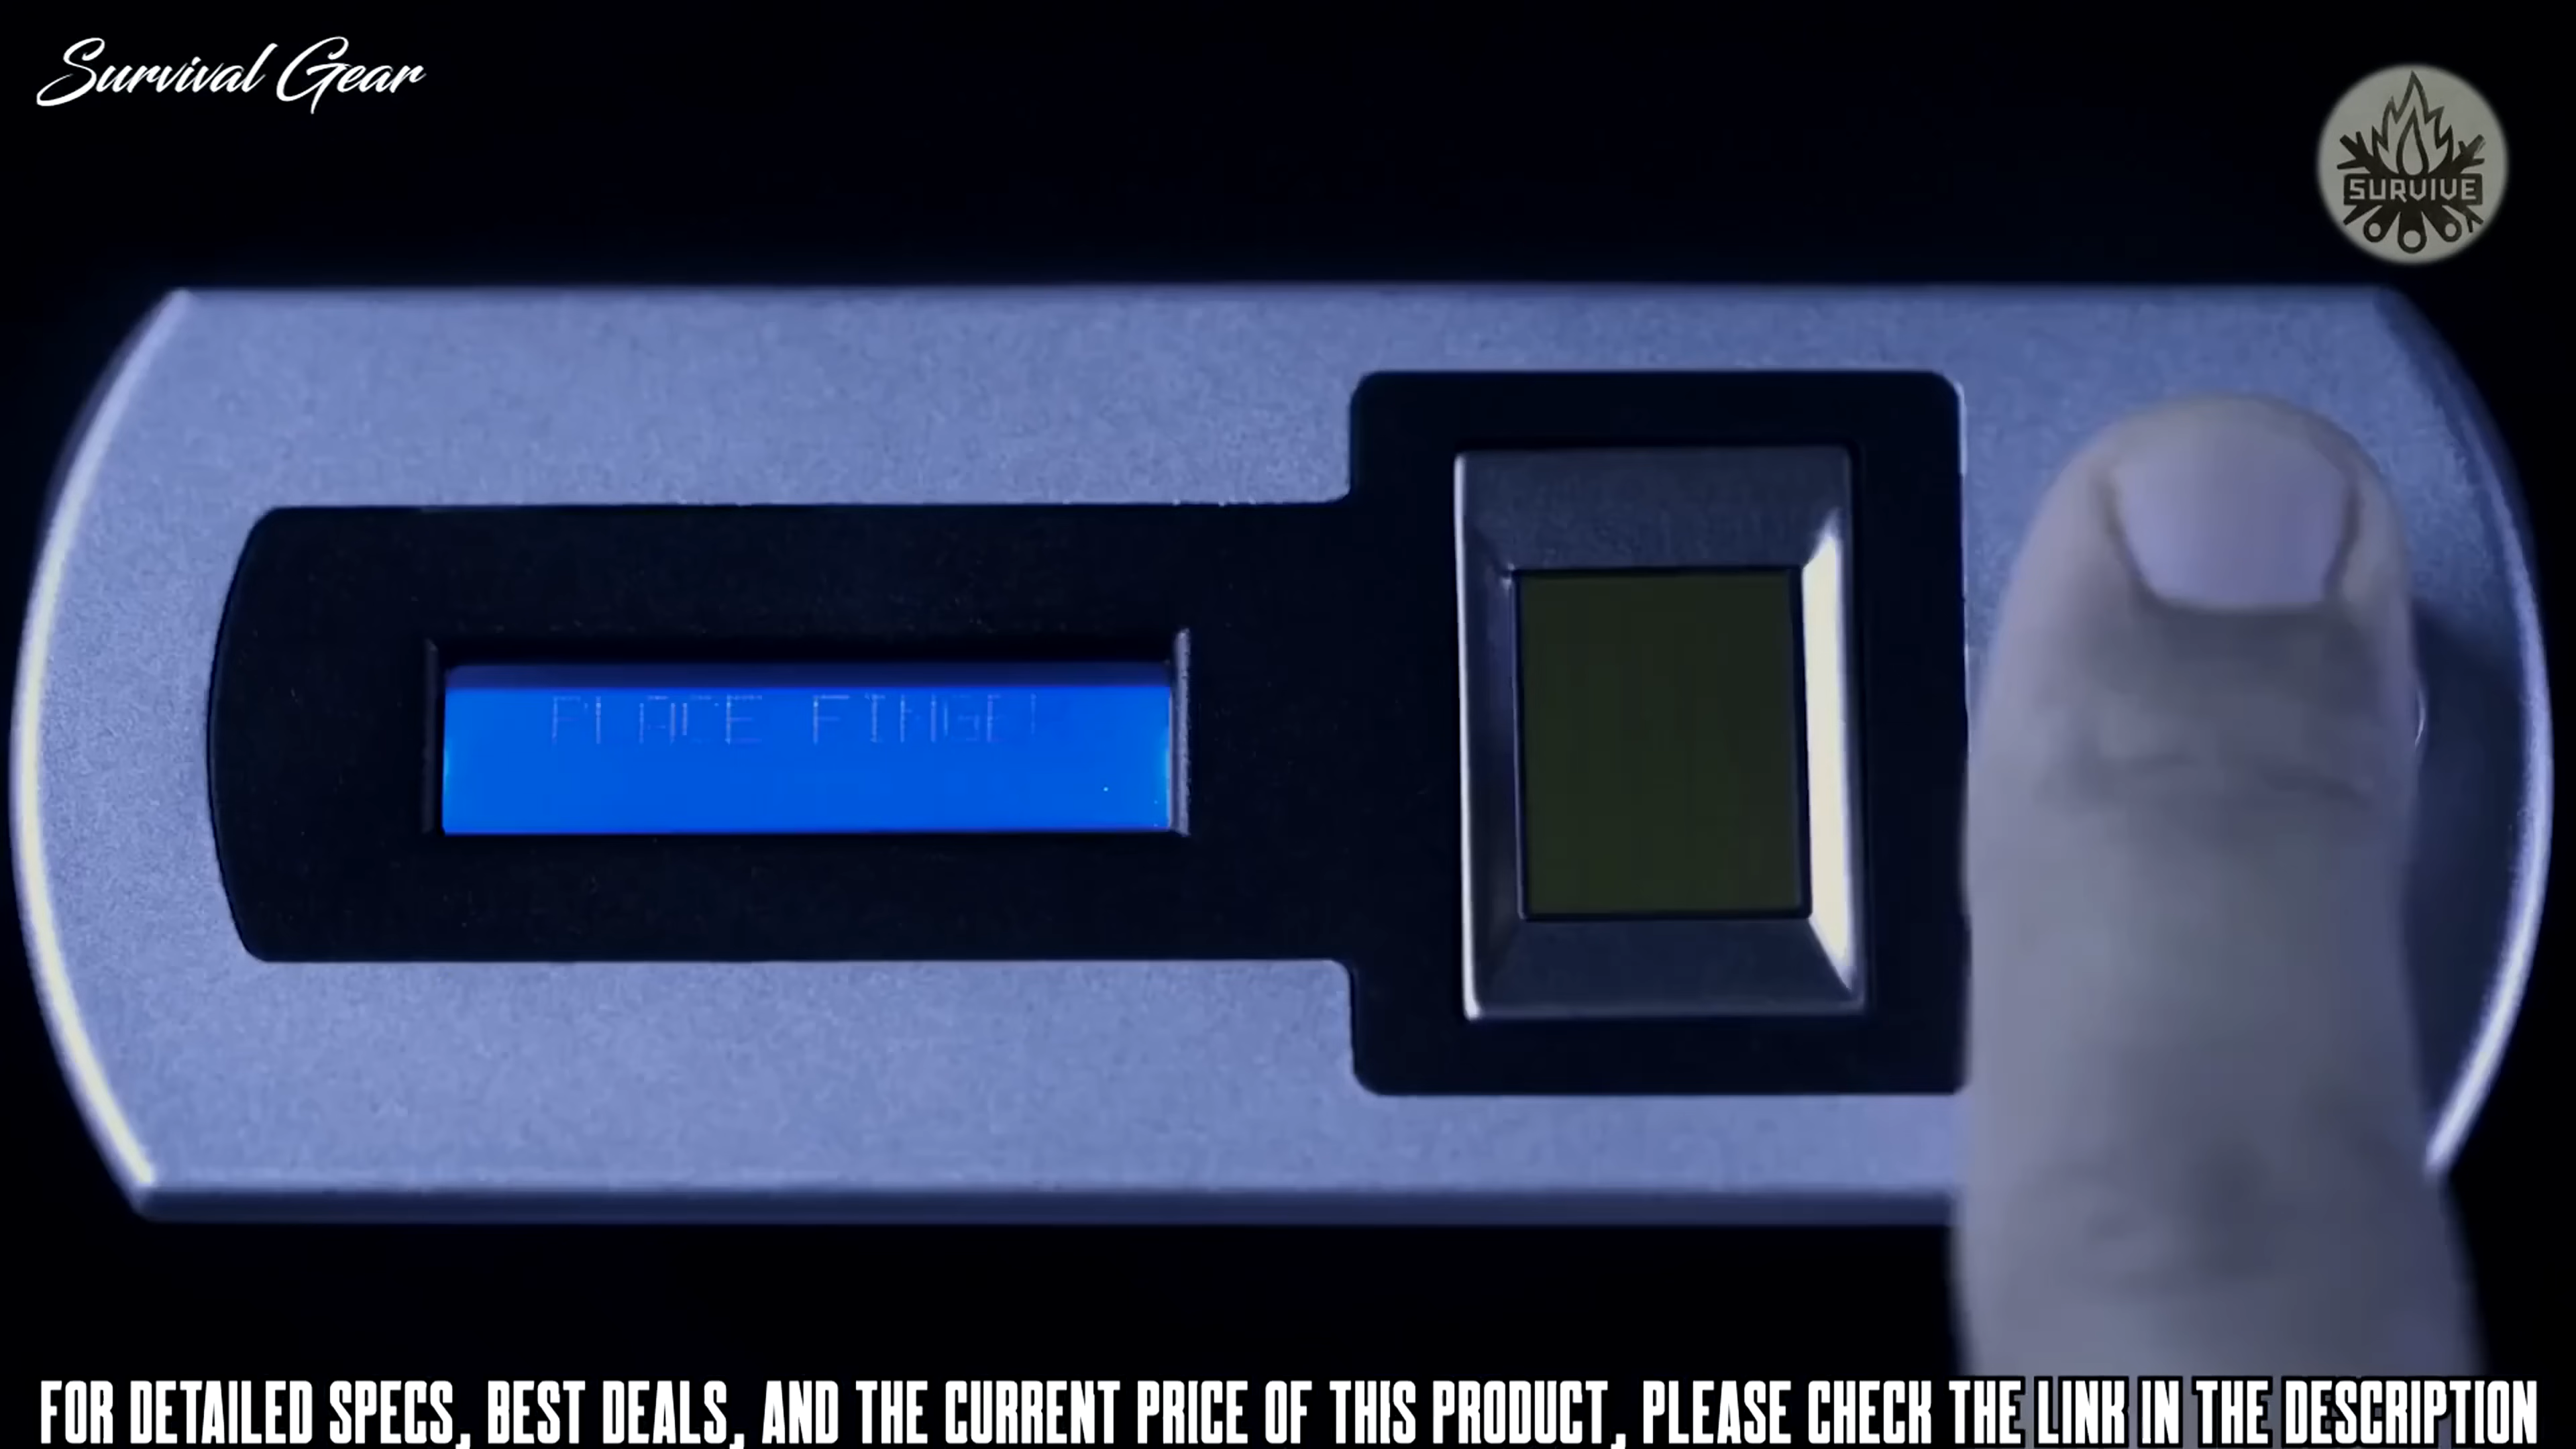 Survival Gear
SURVIVE
PLACE FINGER
FOR DETAILED SPECS, BEST DEALS, AND THE CURRENT PRICE OF THIS PRODUCT, PLEASE CHECK THE LINK IN THE DESCRIPTION